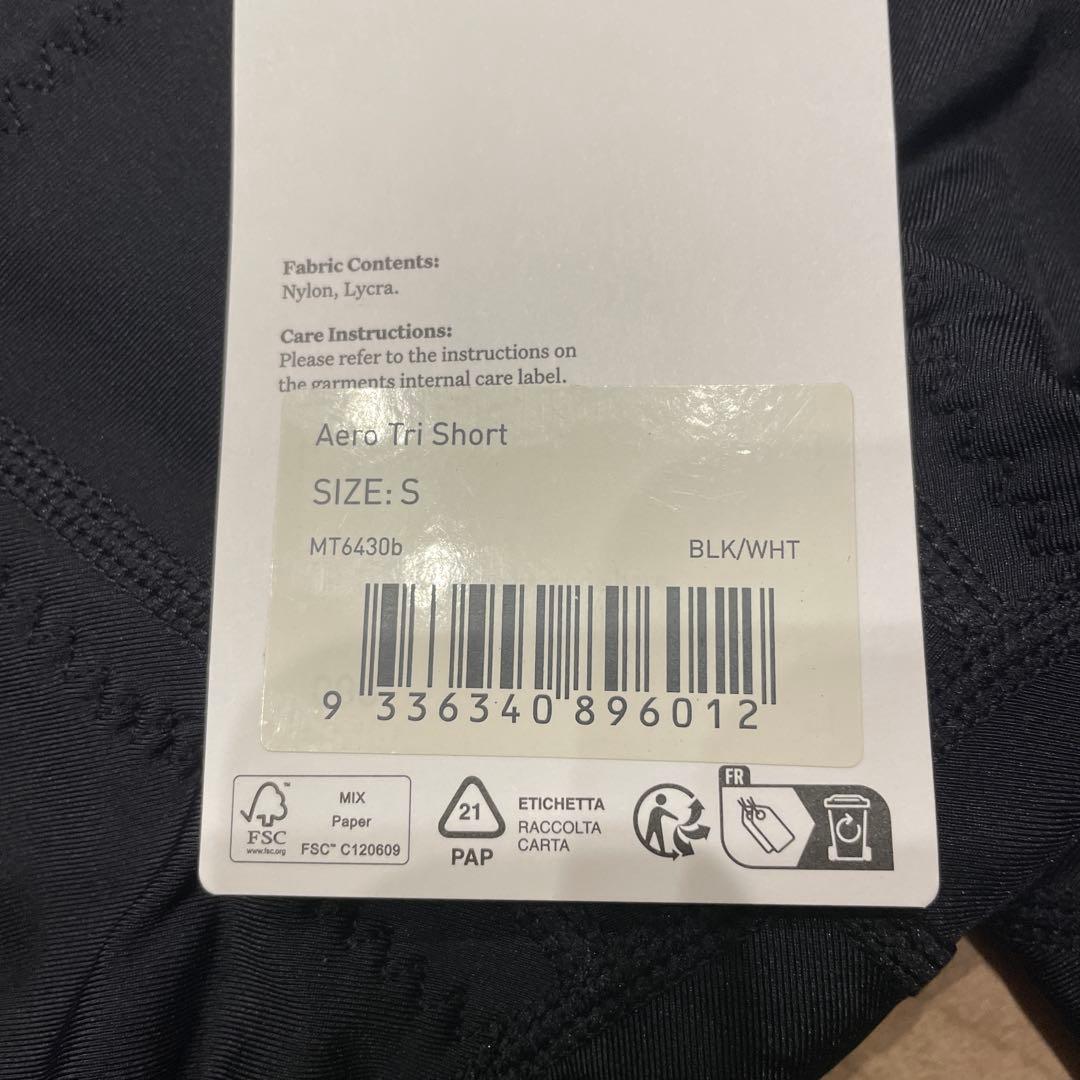 Fabric Contents:
Nylon, Lycra.
Care Instructions:
Please refer to the instructions on
the garments internal care label.
Aero Tri Short
SIZE: S
MT6430b BLK/WHT
9 336340 896012
FSC™
www.fsc.org
MIX
Paper
FSC™ C120609
21
PAP
ETICHETTA
RACCOLTA
CARTA
FR